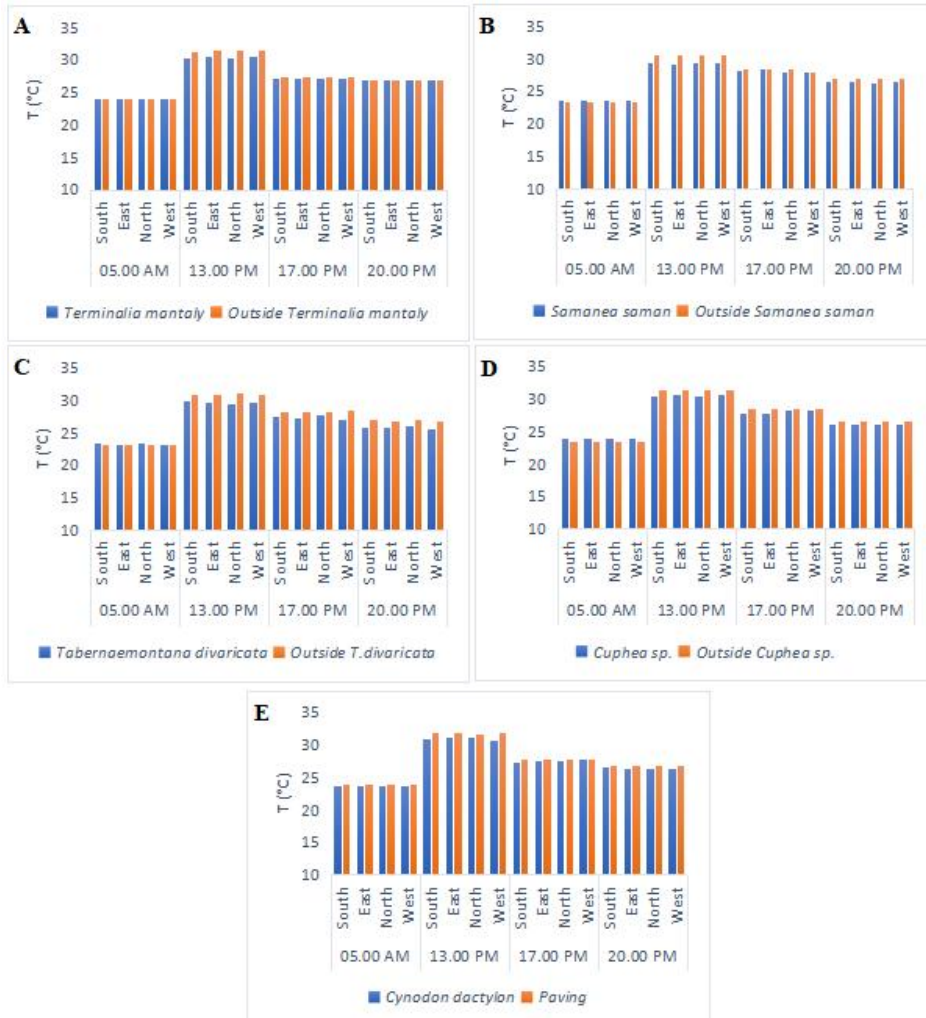 A
35
30
25
20
15
10
T (°C)
South East North West South East North West South East North West South East North West
05.00 AM 13.00 PM 17.00 PM 20.00 PM
Terminalia mantaly Outside Terminalia mantaly
B
35
30
25
20
15
10
T (°C)
South East North West South East North West South East North West South East North West
05.00 AM 13.00 PM 17.00 PM 20.00 PM
Samanea saman Outside Samanea saman
C
35
30
25
20
15
10
T (°C)
South East North West South East North West South East North West South East North West
05.00 AM 13.00 PM 17.00 PM 20.00 PM
Tabernaemontana divaricata Outside T.divaricata
D
35
30
25
20
15
10
T (°C)
South East North West South East North West South East North West South East North West
05.00 AM 13.00 PM 17.00 PM 20.00 PM
Cuphea sp. Outside Cuphea sp.
E
35
30
25
20
15
10
T (°C)
South East North West South East North West South East North West South East North West
05.00 AM 13.00 PM 17.00 PM 20.00 PM
Cynodon dactylon Paving